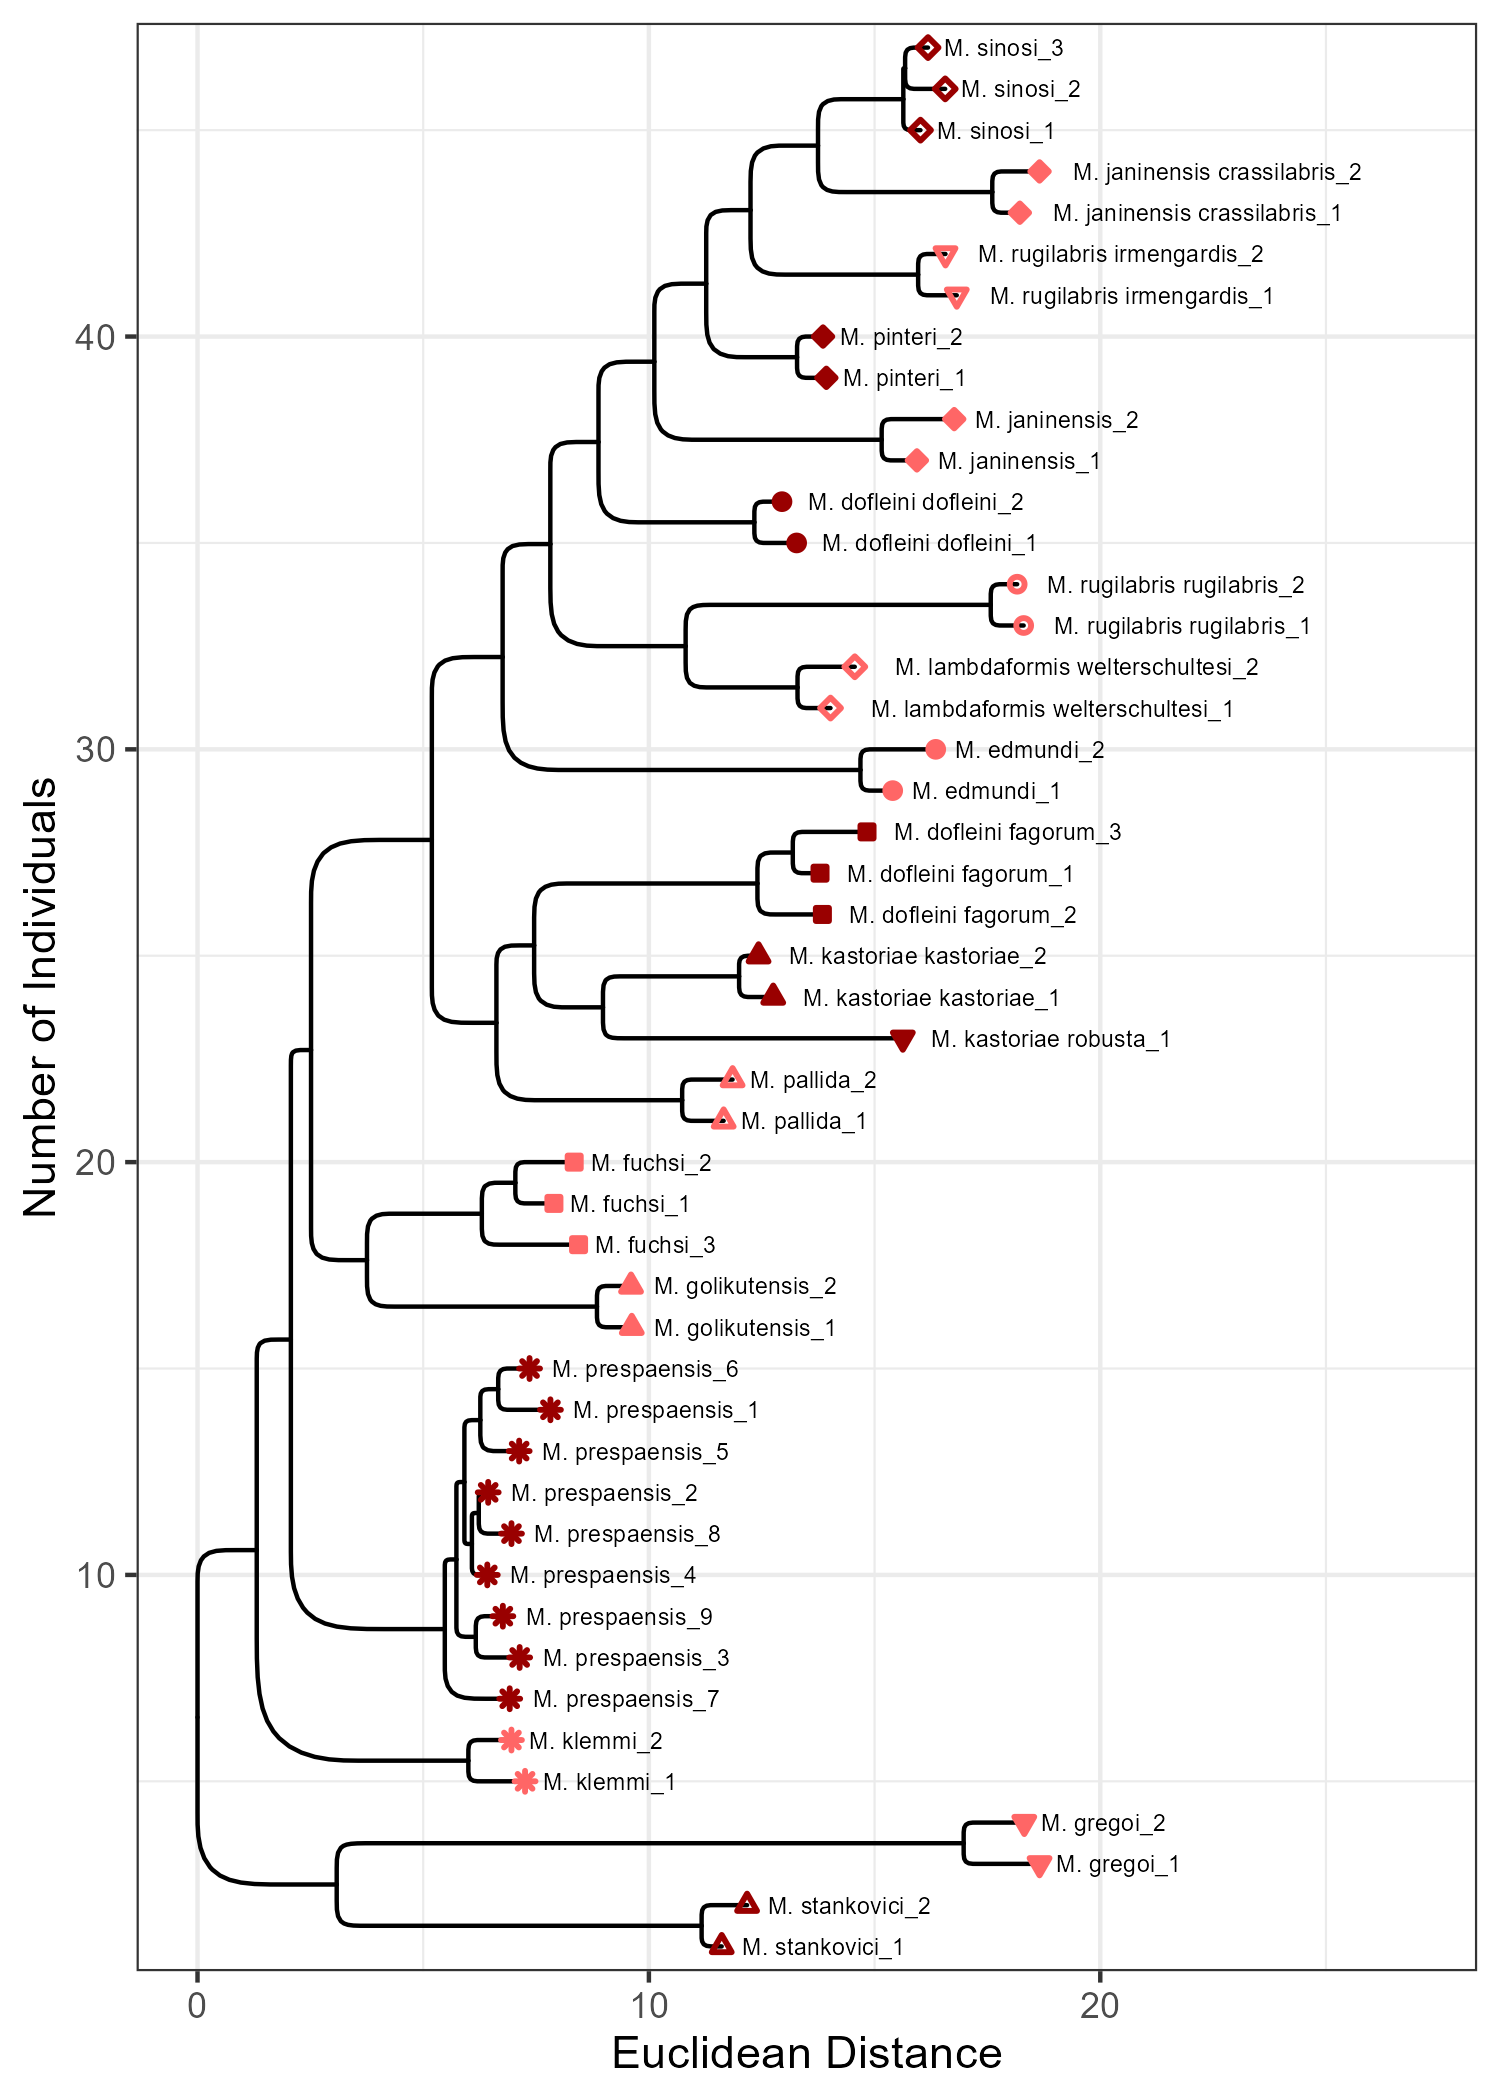 M. sinosi_3
M. sinosi_2
M. sinosi_1
M. janinensis crassilabris_2
M. janinensis crassilabris_1
M. rugilabris irmengardis_2
M. rugilabris irmengardis_1
40
M. pinteri_2
M. pinteri_1
M. janinensis_2
M. janinensis_1
M. dofleini dofleini_2
M. dofleini dofleini_1
M. rugilabris rugilabris_2
M. rugilabris rugilabris_1
M. lambdaformis welterschultesi_2
M. lambdaformis welterschultesi_1
30
M. edmundi_2
M. edmundi_1
M. dofleini fagorum_3
M. dofleini fagorum_1
M. dofleini fagorum_2
M. kastoriae kastoriae_2
M. kastoriae kastoriae_1
M. kastoriae robusta_1
Number of Individuals
M. pallida_2
M. pallida_1
20
M. fuchsi_2
M. fuchsi_1
M. fuchsi_3
M. golikutensis_2
M. golikutensis_1
M. prespaensis_6
M. prespaensis_1
M. prespaensis_5
M. prespaensis_2
M. prespaensis_8
10
M. prespaensis_4
M. prespaensis_9
M. prespaensis_3
M. prespaensis_7
M. klemmi_2
M. klemmi_1
M. gregoi_2
M. gregoi_1
M. stankovici_2
M. stankovici_1
0 10 20
Euclidean Distance